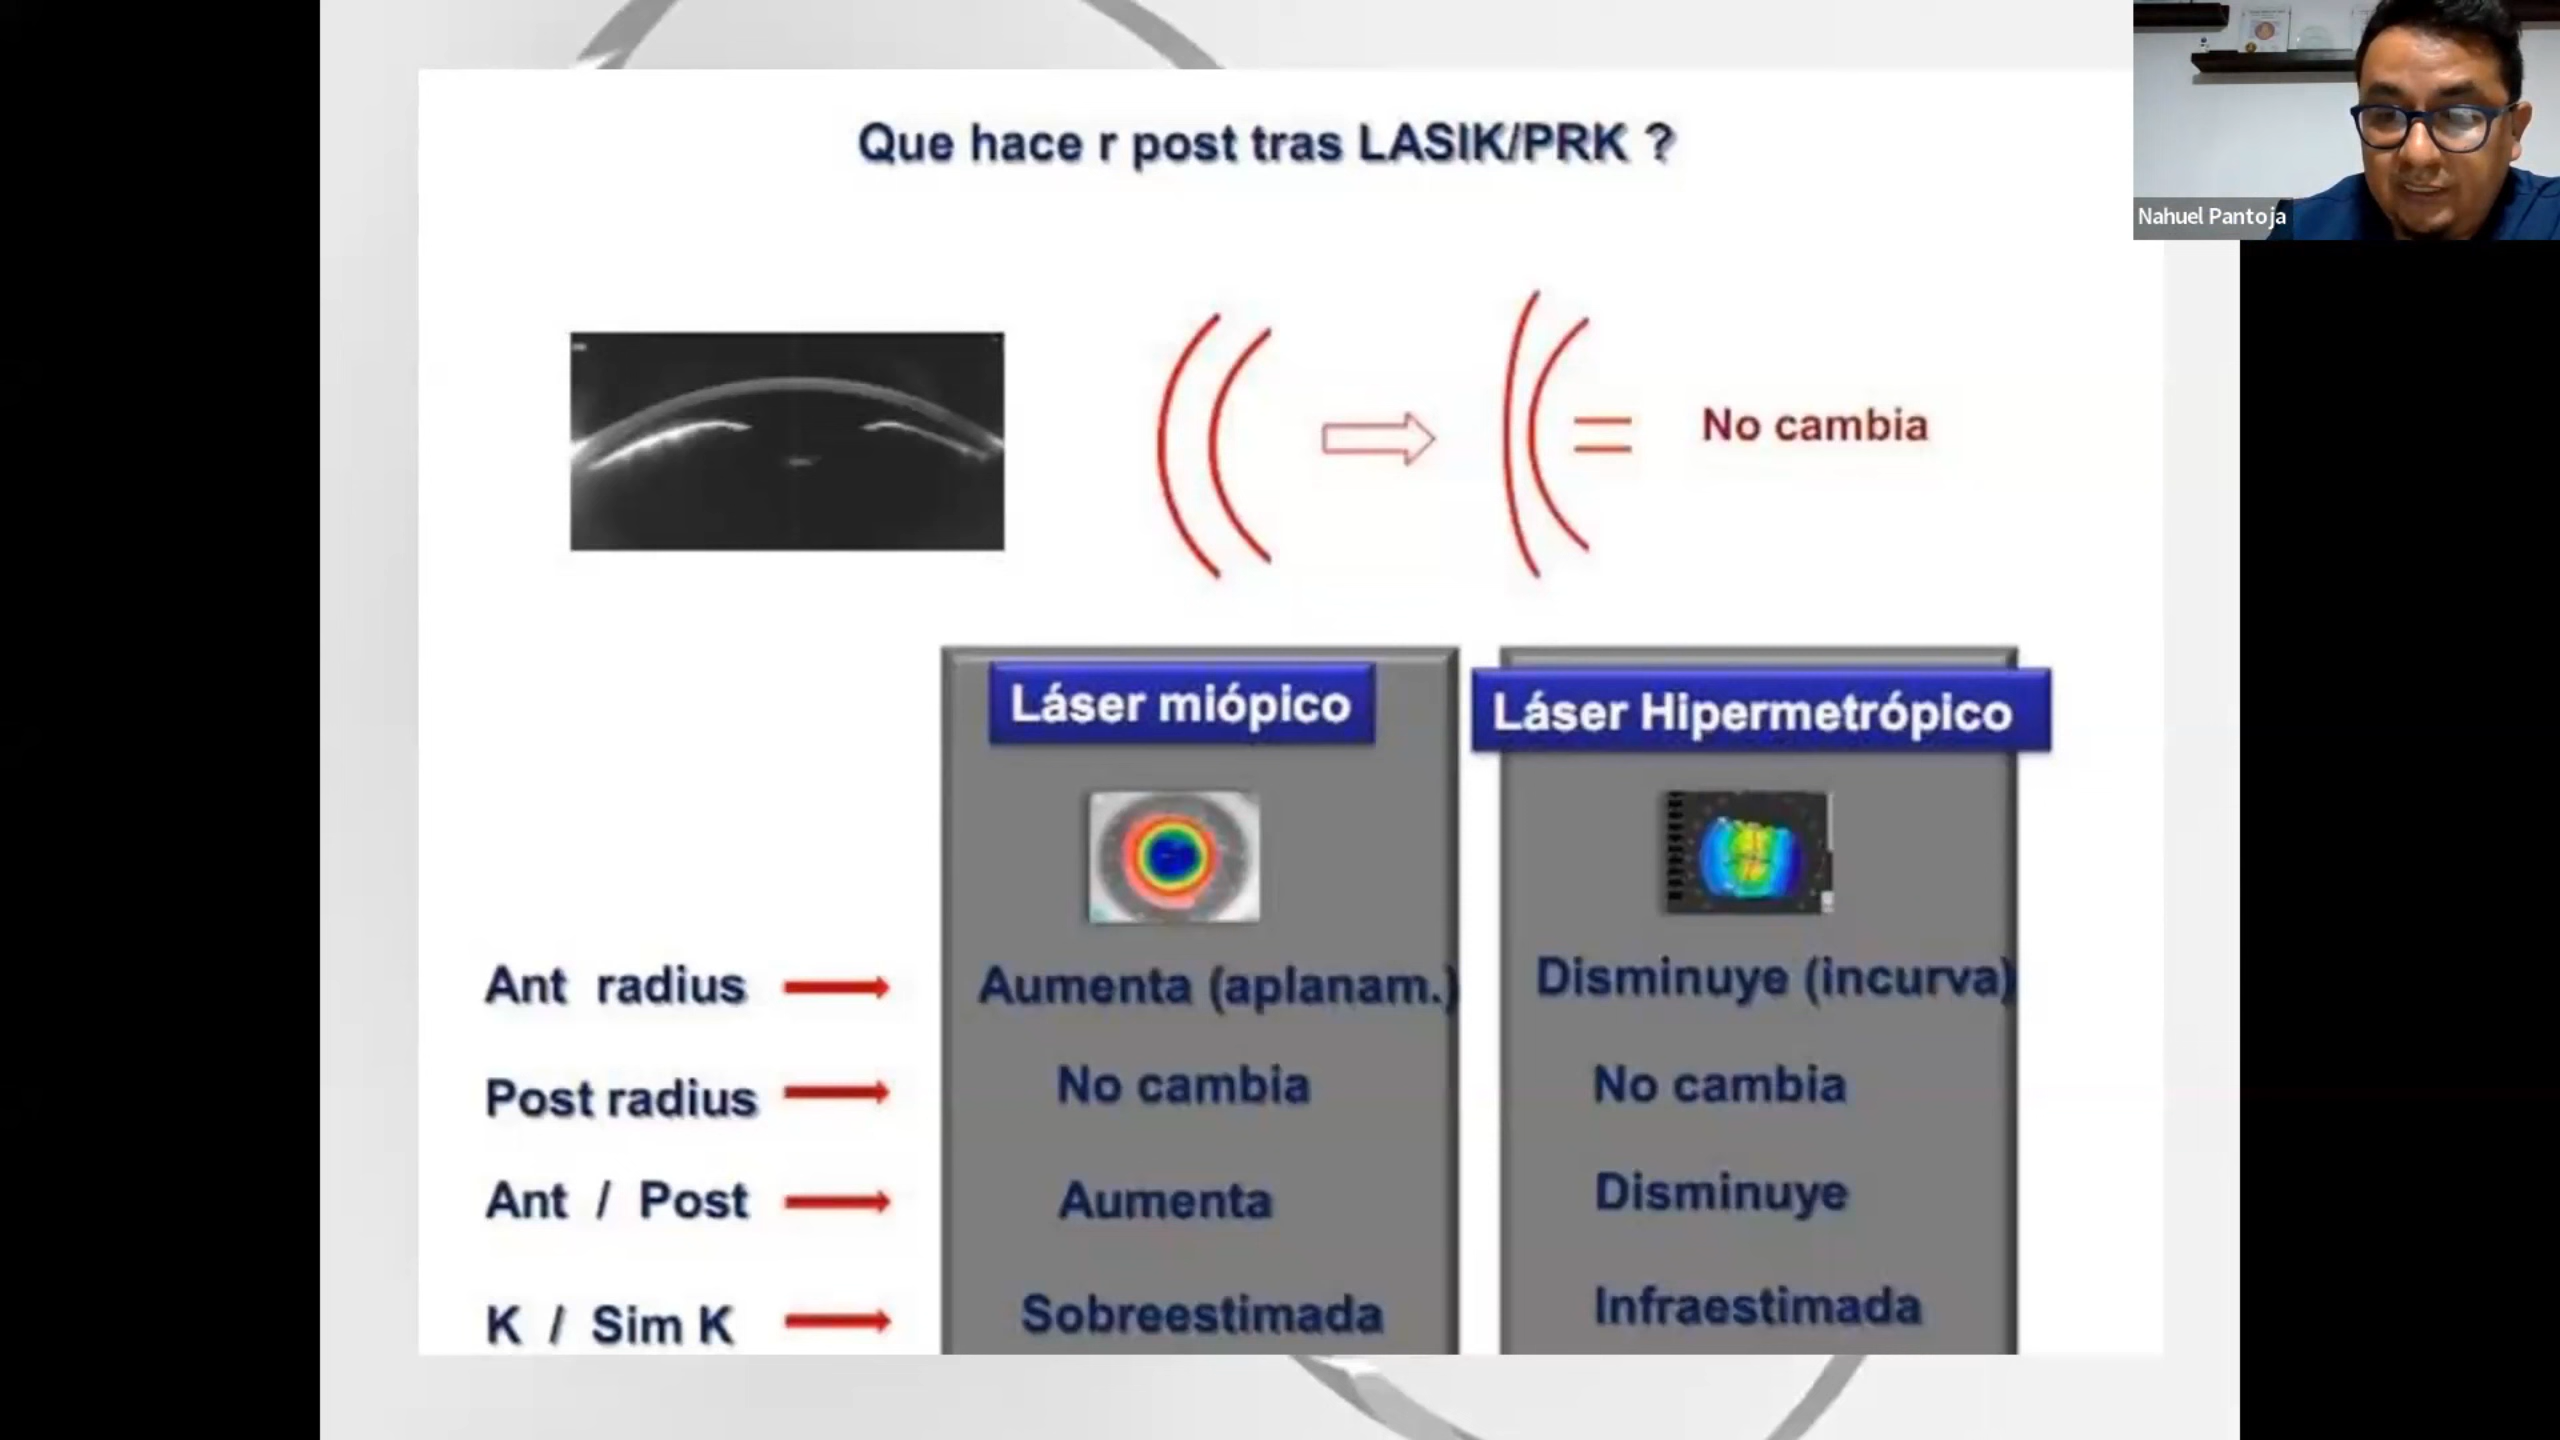 Que hace r post tras LASIK/PRK ?
Nahuel Pantoja
No cambia
Láser miópico
Láser Hipermetrópico
Ant radius
Aumenta (aplanam.)
Disminuye (incurva)
Post radius
No cambia
No cambia
Ant / Post
Aumenta
Disminuye
K / Sim K
Sobreestimada
Infraestimada